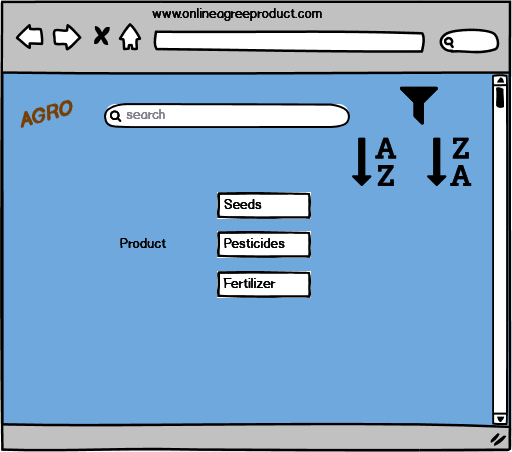 www.onlineagreeproduct.com
AGRO
search
A Z
Z A
Seeds
Product
Pesticides
Fertilizer